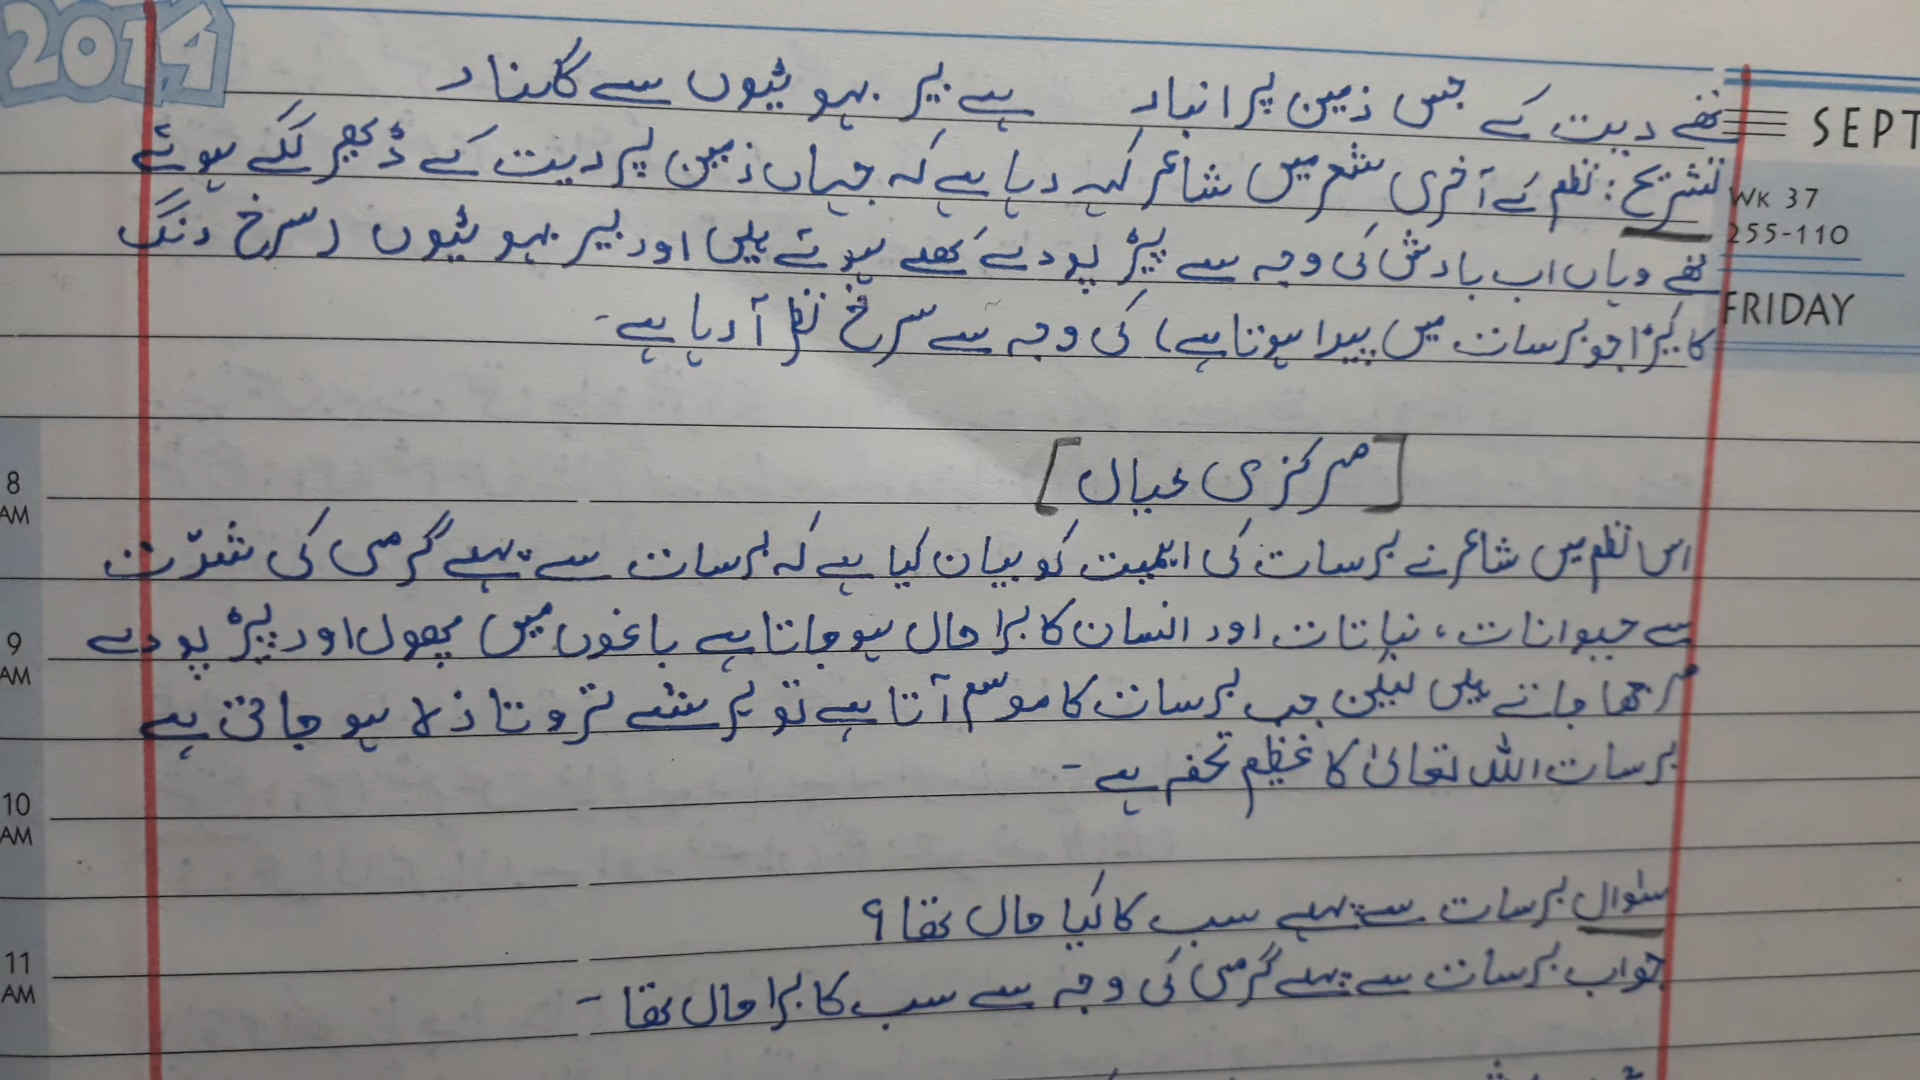 2014
تھے ریت کے جس زمین پر انبار ہے بیر بہوٹیوں سے گلنار
SEPT
تشریح: نظم کے آخری شعر میں شاعر کہہ رہا ہے کہ جہاں زمین پر ریت کے ڈھیر لگے ہوئے
WK 37
255-110
تھے وہاں اب بارش کی وجہ سے پیڑ پودے کھلے ہوئے ہیں اور بیر بہوٹیوں (سرخ رنگ
FRIDAY
کا کیڑا جو برسات میں پیدا ہوتا ہے) کی وجہ سے سرخ نظر آ رہا ہے۔
[مرکزی خیال]
8 AM
اس نظم میں شاعر نے برسات کی اہمیت کو بیان کیا ہے کہ برسات سے پہلے گرمی کی شدّت
9 AM
سے حیوانات، نباتات اور انسان کا برا حال ہو جاتا ہے باغوں میں پھول اور پیڑ پودے
مرجھا جاتے ہیں لیکن جب برسات کا موسم آتا ہے تو ہر شے تر و تازہ ہو جاتی ہے
برسات اللہ تعالیٰ کا عظیم تحفہ ہے ۔
10 AM
سوال برسات سے پہلے سب کا کیا حال تھا؟
11 AM
جواب برسات سے پہلے گرمی کی وجہ سے سب کا برا حال تھا ۔